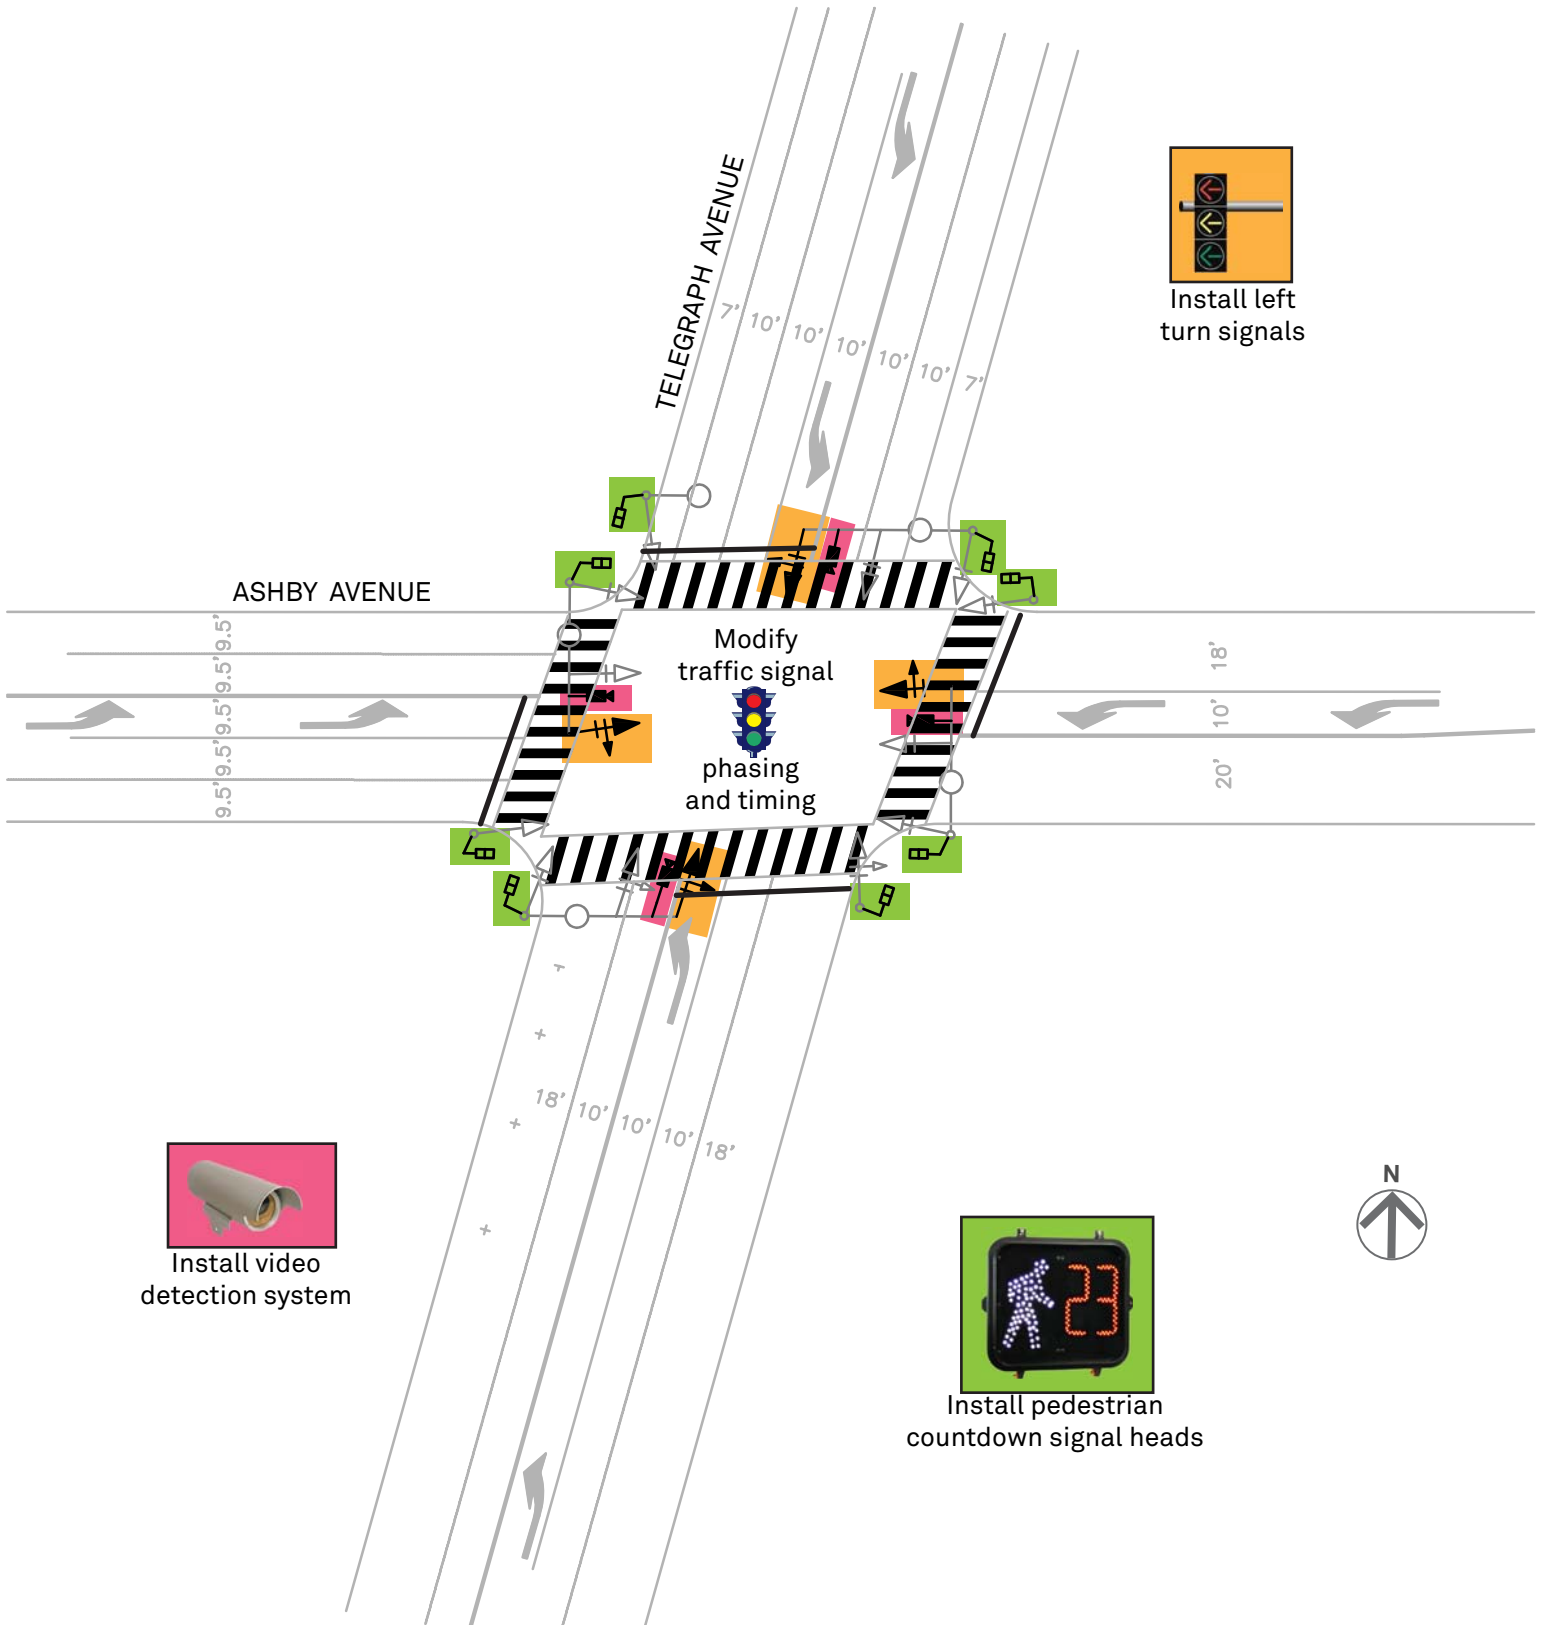 TELEGRAPH AVENUE
Install left
turn signals
7’ 10’ 10’ 10’ 10’ 10’ 7’
ASHBY AVENUE
9.5’ 9.5’ 9.5’ 9.5’ 9.5’
Modify
traffic signal
phasing
and timing
18’
10’
20’
18’ 10’ 10’ 10’ 18’
Install video
detection system
N
23
Install pedestrian
countdown signal heads